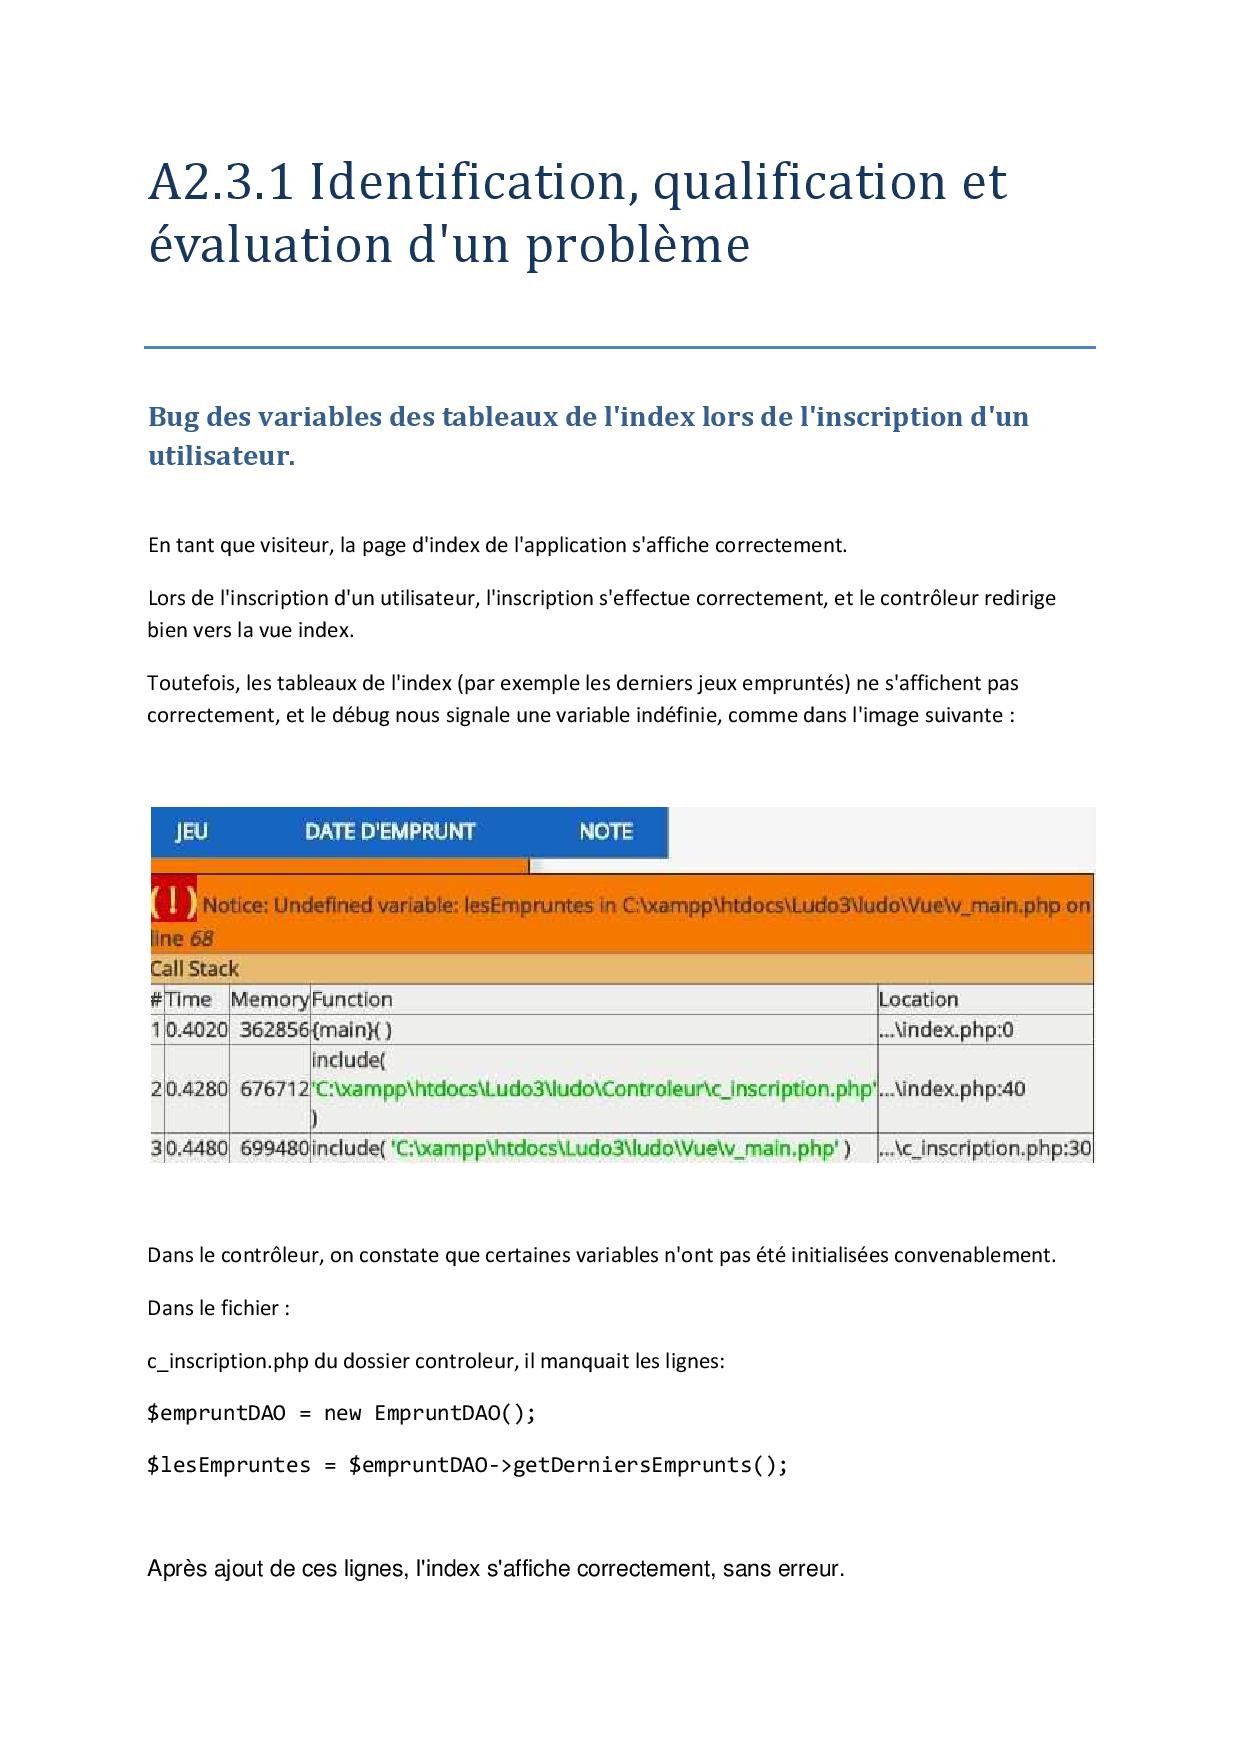 A2.3.1 Identification, qualification et
évaluation d'un problème
Bug des variables des tableaux de l'index lors de l'inscription d'un
utilisateur.
En tant que visiteur, la page d'index de l'application s'affiche correctement.
Lors de l'inscription d'un utilisateur, l'inscription s'effectue correctement, et le contrôleur redirige
bien vers la vue index.
Toutefois, les tableaux de l'index (par exemple les derniers jeux empruntés) ne s'affichent pas
correctement, et le débug nous signale une variable indéfinie, comme dans l'image suivante :
JEU DATE D'EMPRUNT NOTE
(!) Notice: Undefined variable: lesEmpruntes in C:\xampp\htdocs\Ludo3\ludo\Vue\v_main.php on
line 68
Call Stack
# Time Memory Function Location
1 0.4020 362856 {main}( ) ...\index.php:0
include(
2 0.4280 676712 'C:\xampp\htdocs\Ludo3\ludo\Controleur\c_inscription.php' ...\index.php:40
)
3 0.4480 699480 include( 'C:\xampp\htdocs\Ludo3\ludo\Vue\v_main.php' ) ...\c_inscription.php:30
Dans le contrôleur, on constate que certaines variables n'ont pas été initialisées convenablement.
Dans le fichier :
c_inscription.php du dossier controleur, il manquait les lignes:
$empruntDAO = new EmpruntDAO();
$lesEmpruntes = $empruntDAO->getDerniersEmprunts();
Après ajout de ces lignes, l'index s'affiche correctement, sans erreur.